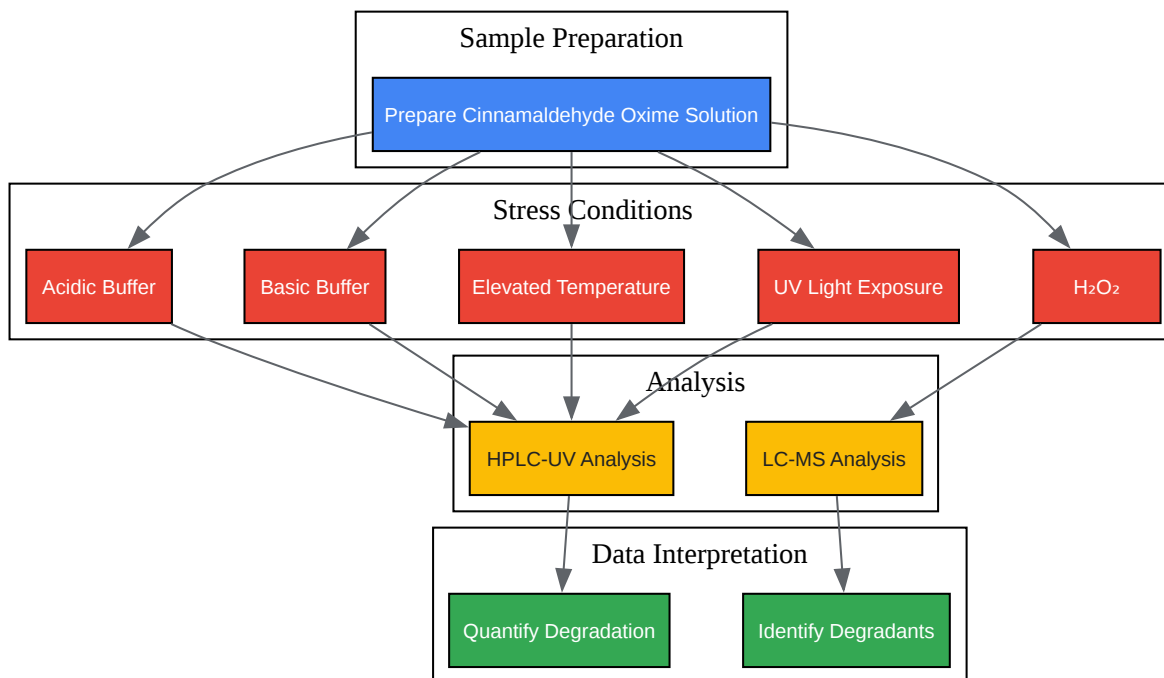 Sample Preparation
Prepare Cinnamaldehyde Oxime Solution
Stress Conditions
Acidic Buffer
Basic Buffer
Elevated Temperature
UV Light Exposure
H₂O₂
Analysis
HPLC-UV Analysis
LC-MS Analysis
Data Interpretation
Quantify Degradation
Identify Degradants